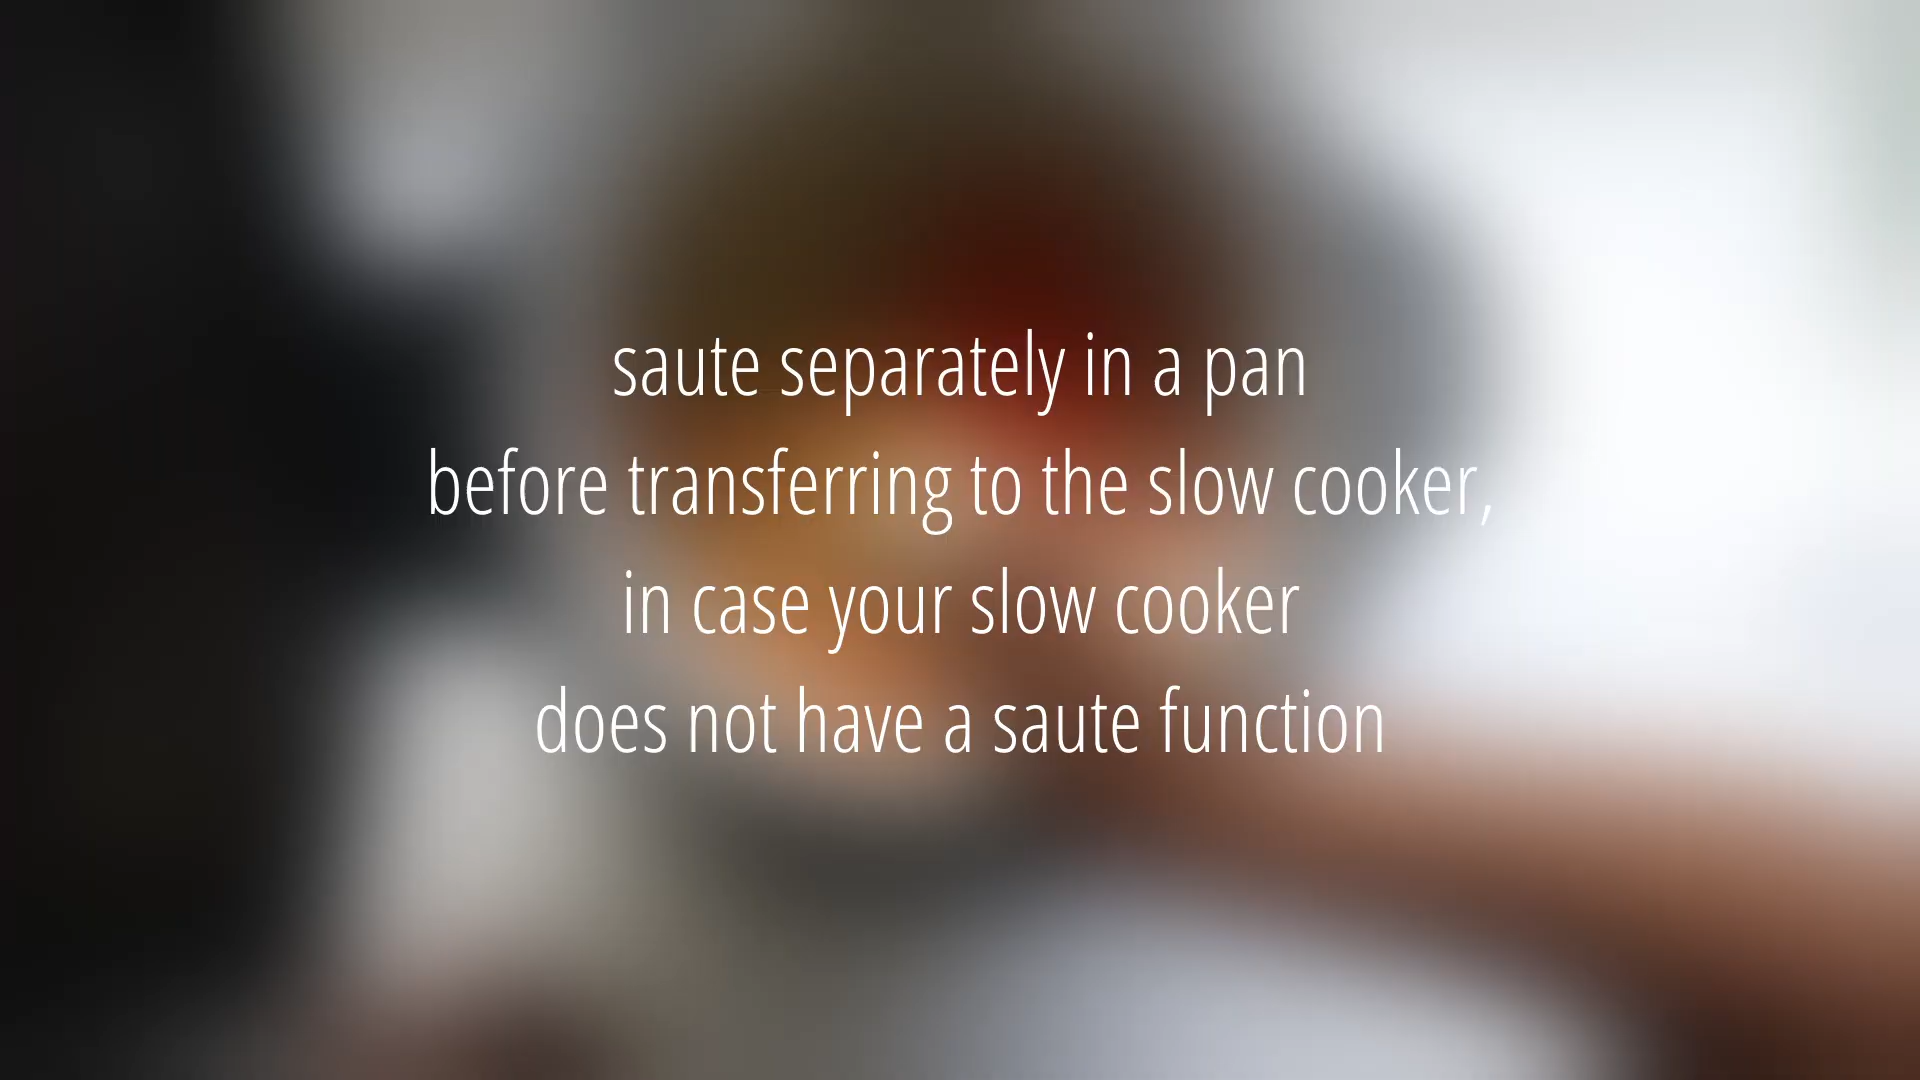 saute separately in a pan
before transferring to the slow cooker,
in case your slow cooker
does not have a saute function